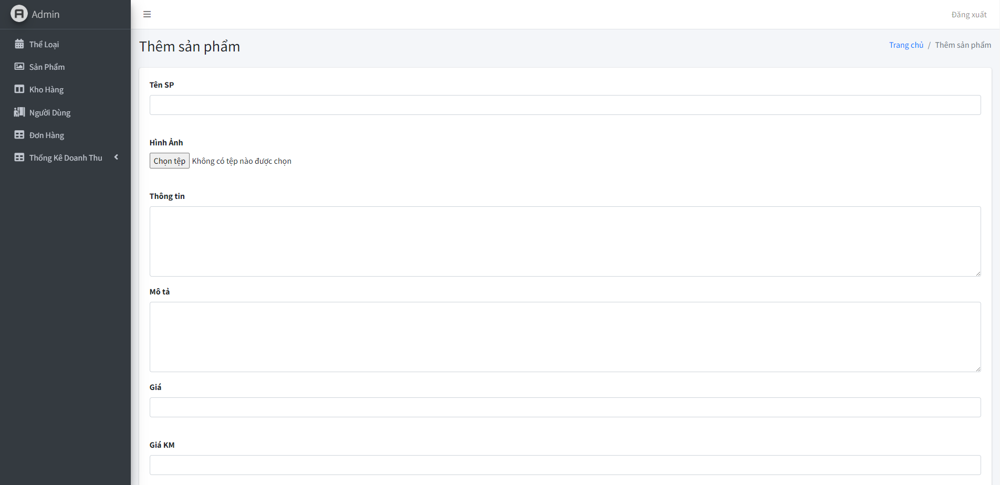 Admin
Đăng xuất
Thể Loại
Sản Phẩm
Kho Hàng
Người Dùng
Đơn Hàng
Thống Kê Doanh Thu
Thêm sản phẩm
Trang chủ / Thêm sản phẩm
Tên SP
Hình Ảnh
Chọn tệp Không có tệp nào được chọn
Thông tin
Mô tả
Giá
Giá KM